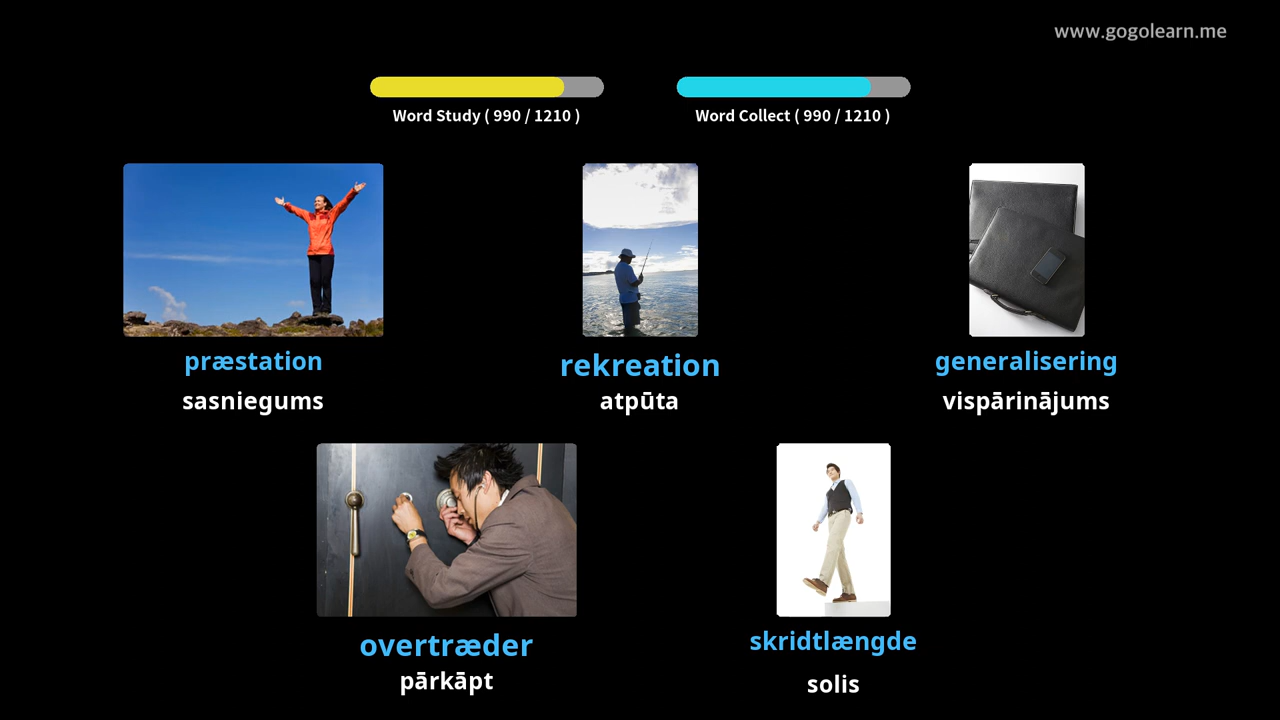 www.gogolearn.me
Word Study ( 990 / 1210 )
Word Collect ( 990 / 1210 )
præstation
sasniegums
rekreation
atpūta
generalisering
vispārinājums
overtræder
pārkāpt
skridtlængde
solis